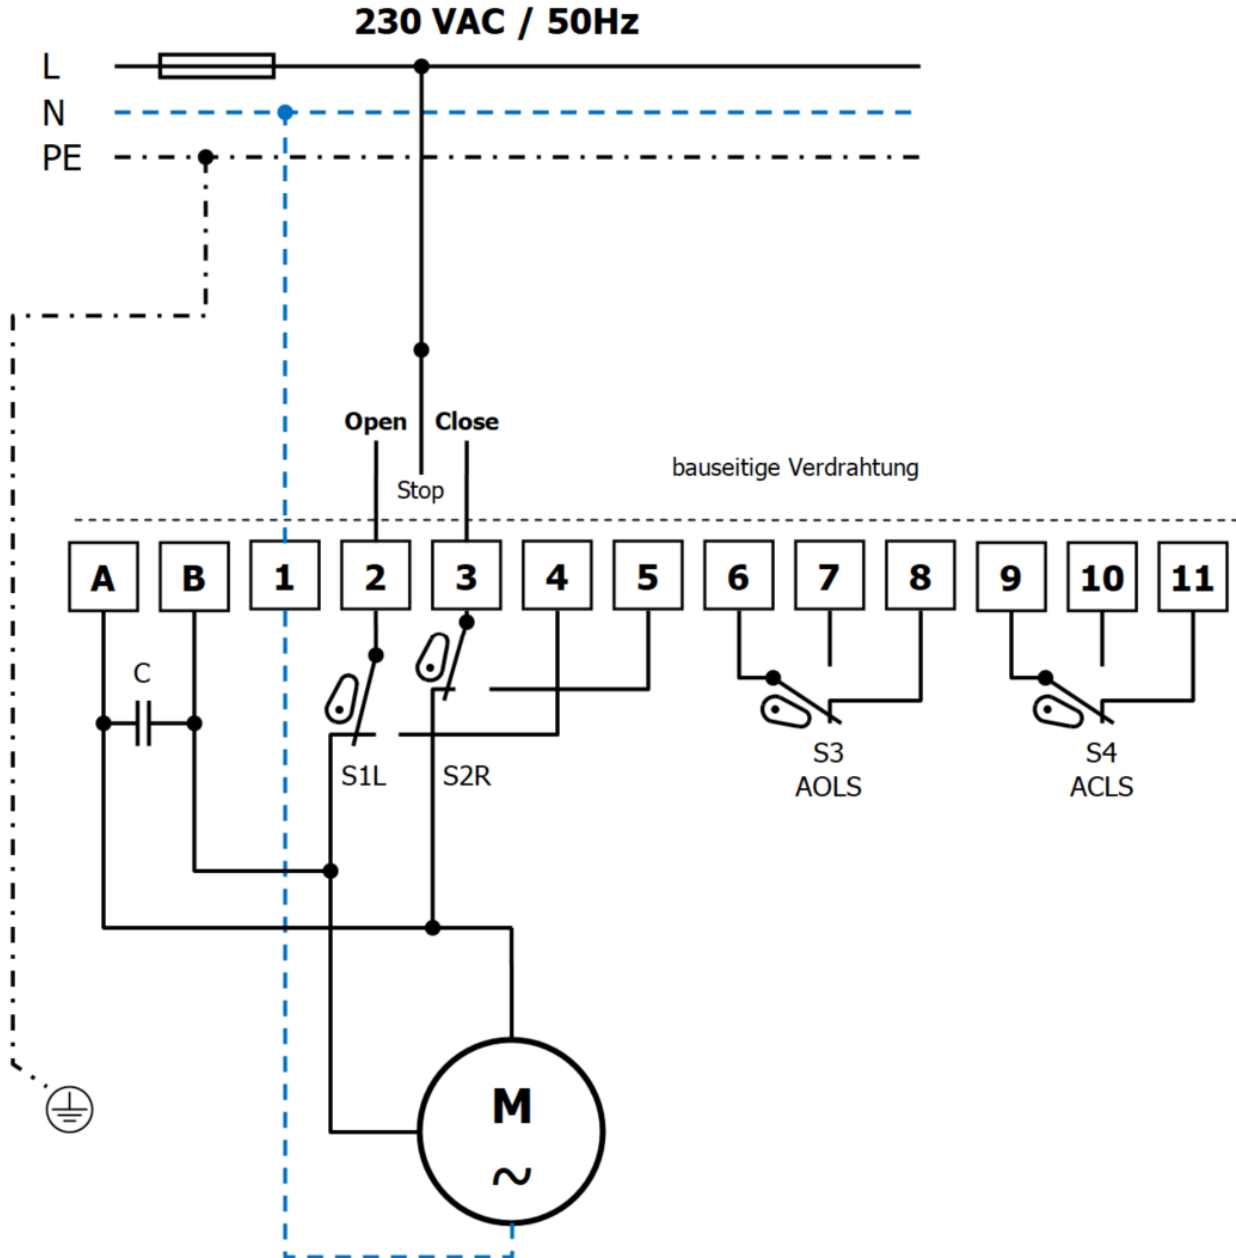 230 VAC / 50Hz
L
N
PE
Open Close
Stop
bauseitige Verdrahtung
A B 1 2 3 4 5 6 7 8 9 10 11
C
S1L S2R S3 S4
AOLS ACLS
M
~